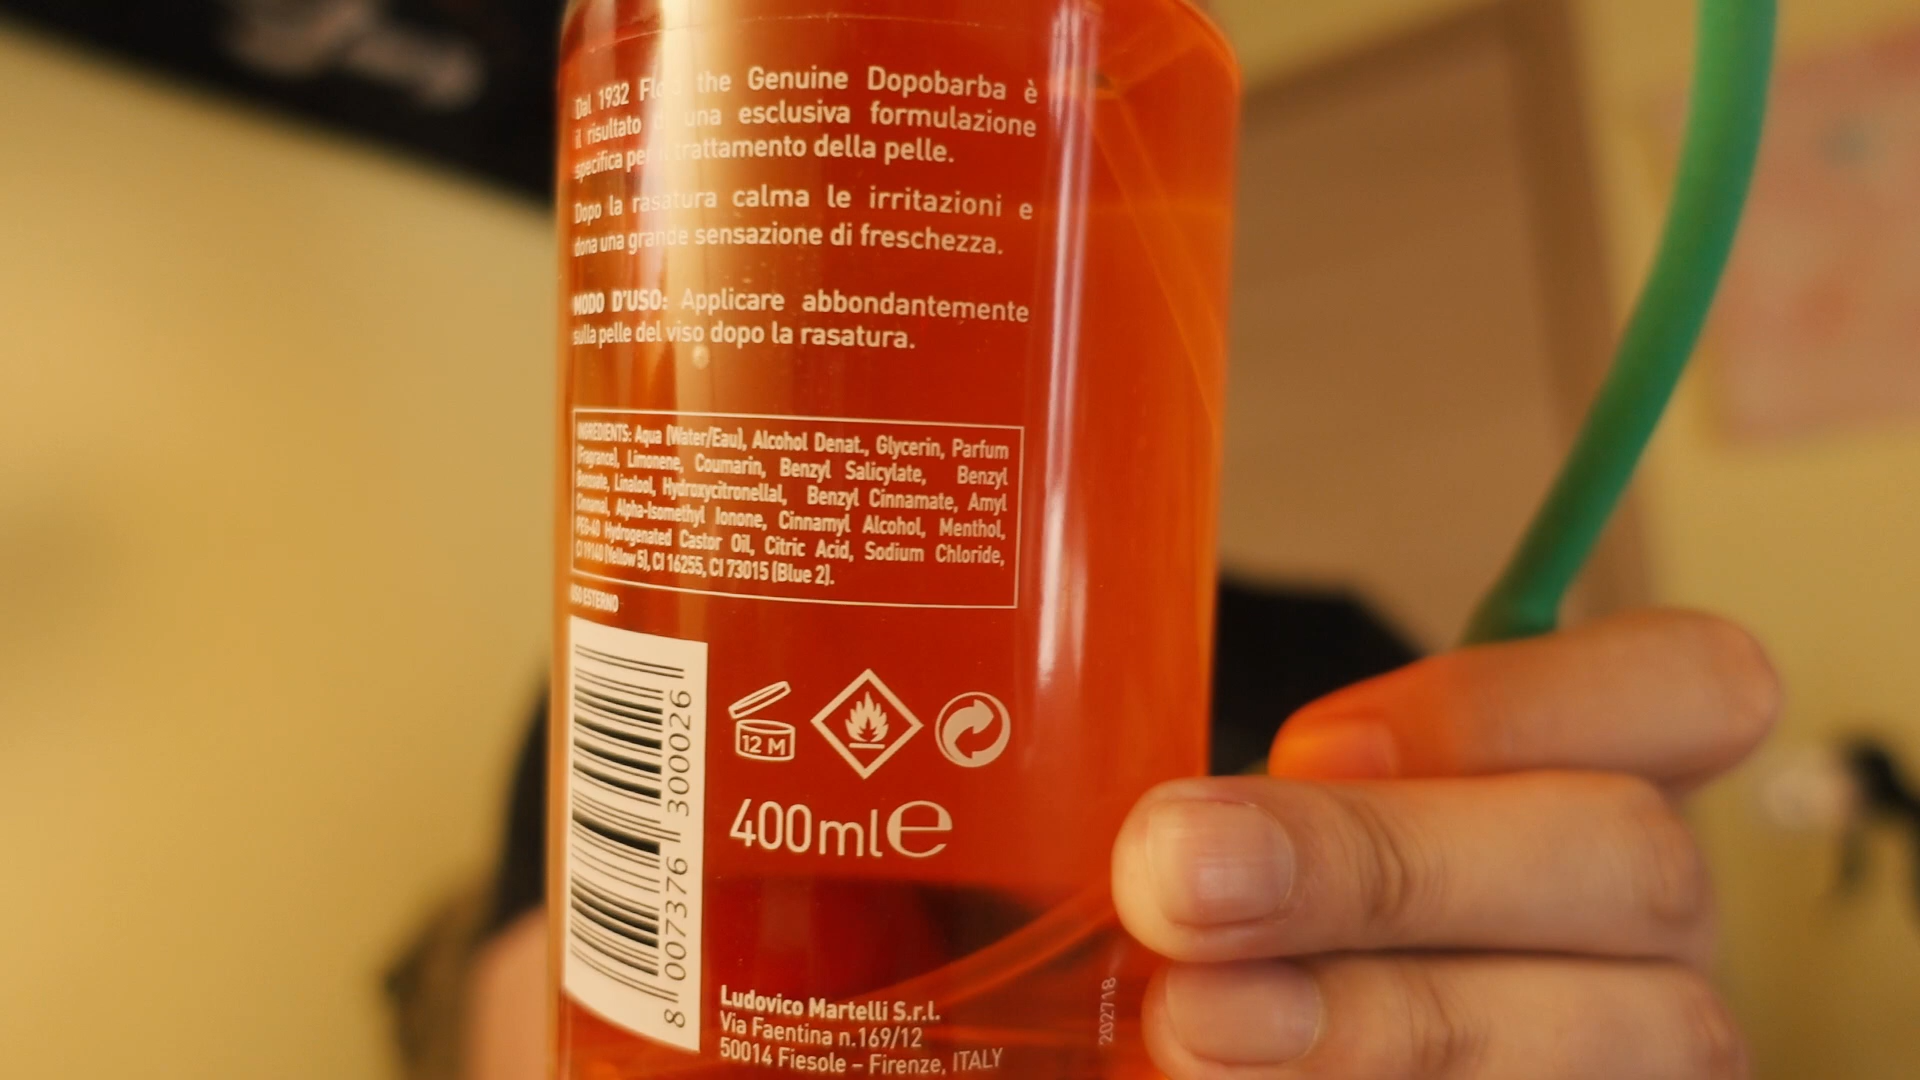 Dal 1932 Floïd the Genuine Dopobarba è
il risultato di una esclusiva formulazione
specifica per il trattamento della pelle.
Dopo la rasatura calma le irritazioni e
dona una grande sensazione di freschezza.
MODO D'USO: Applicare abbondantemente
sulla pelle del viso dopo la rasatura.
INGREDIENTS: Aqua (Water/Eau), Alcohol Denat., Glycerin, Parfum
(Fragrance), Limonene, Coumarin, Benzyl Salicylate, Benzyl
Benzoate, Linalool, Hydroxycitronellal, Benzyl Cinnamate, Amyl
Cinnamal, Alpha-Isomethyl Ionone, Cinnamyl Alcohol, Menthol,
PEG-40 Hydrogenated Castor Oil, Citric Acid, Sodium Chloride,
CI 19140 (Yellow 5), CI 16255, CI 73015 (Blue 2).
USO ESTERNO
8 007376 300026
12 M
400ml e
Ludovico Martelli S.r.l.
Via Faentina n.169/12
50014 Fiesole – Firenze, ITALY
202718